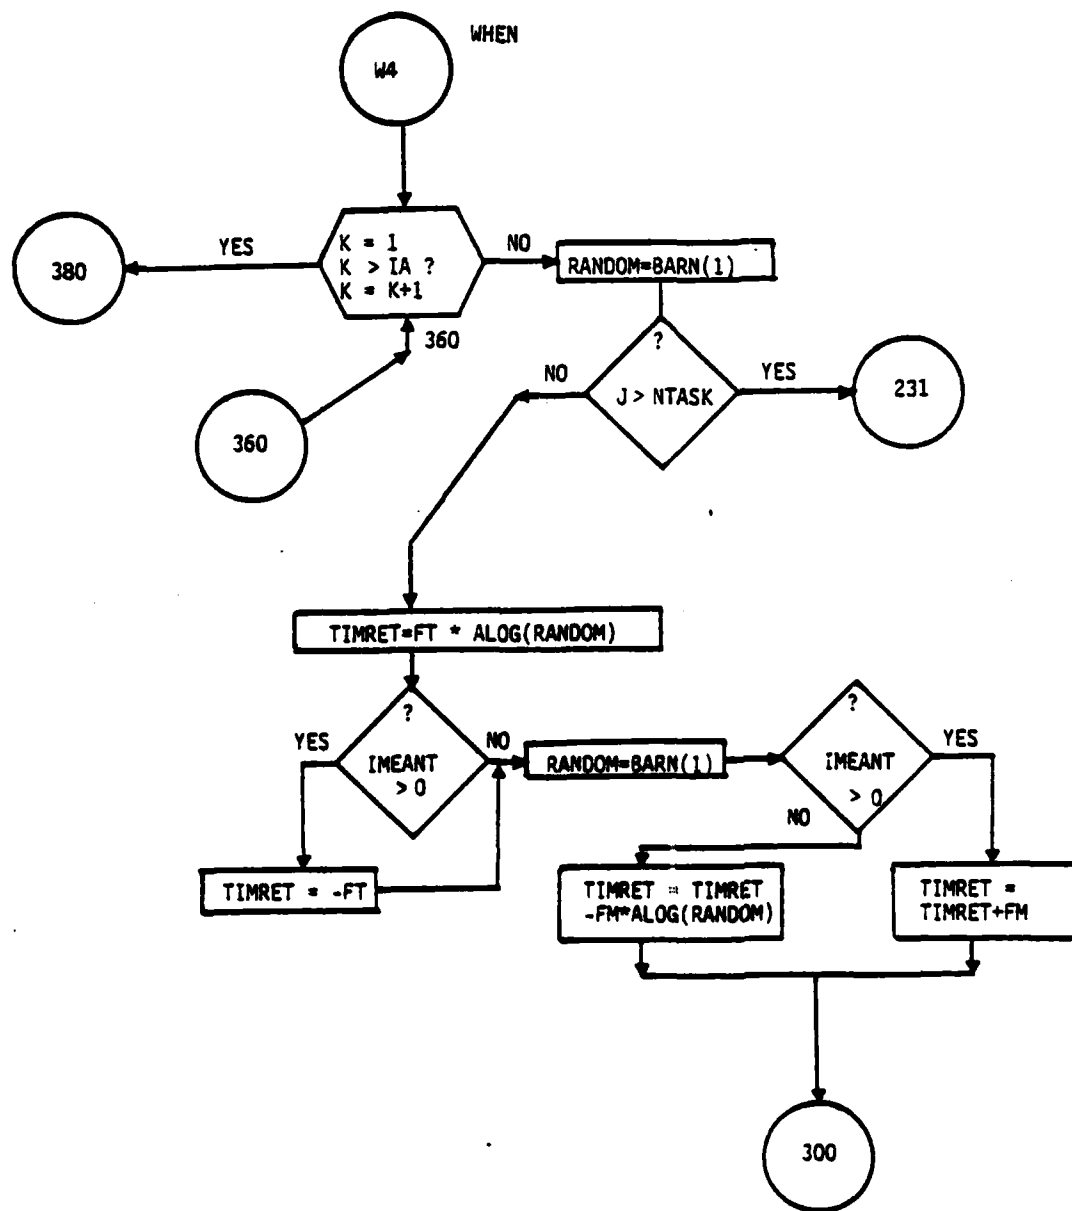 WHEN
W4
K = 1
K > IA ?
K = K+1
YES
NO
380
RANDOM=BARN(1)
360
360
?
J > NTASK
NO
YES
231
TIMRET=FT * ALOG(RANDOM)
?
IMEANT
> 0
YES
NO
RANDOM=BARN(1)
?
IMEANT
> 0
YES
NO
TIMRET = -FT
TIMRET = TIMRET
-FM*ALOG(RANDOM)
TIMRET =
TIMRET+FM
300